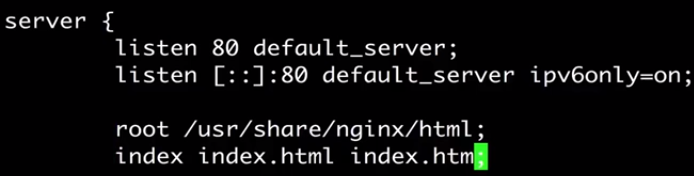 server {
listen 80 default_server;
listen [::]:80 default_server ipv6only=on;
root /usr/share/nginx/html;
index index.html index.htm;